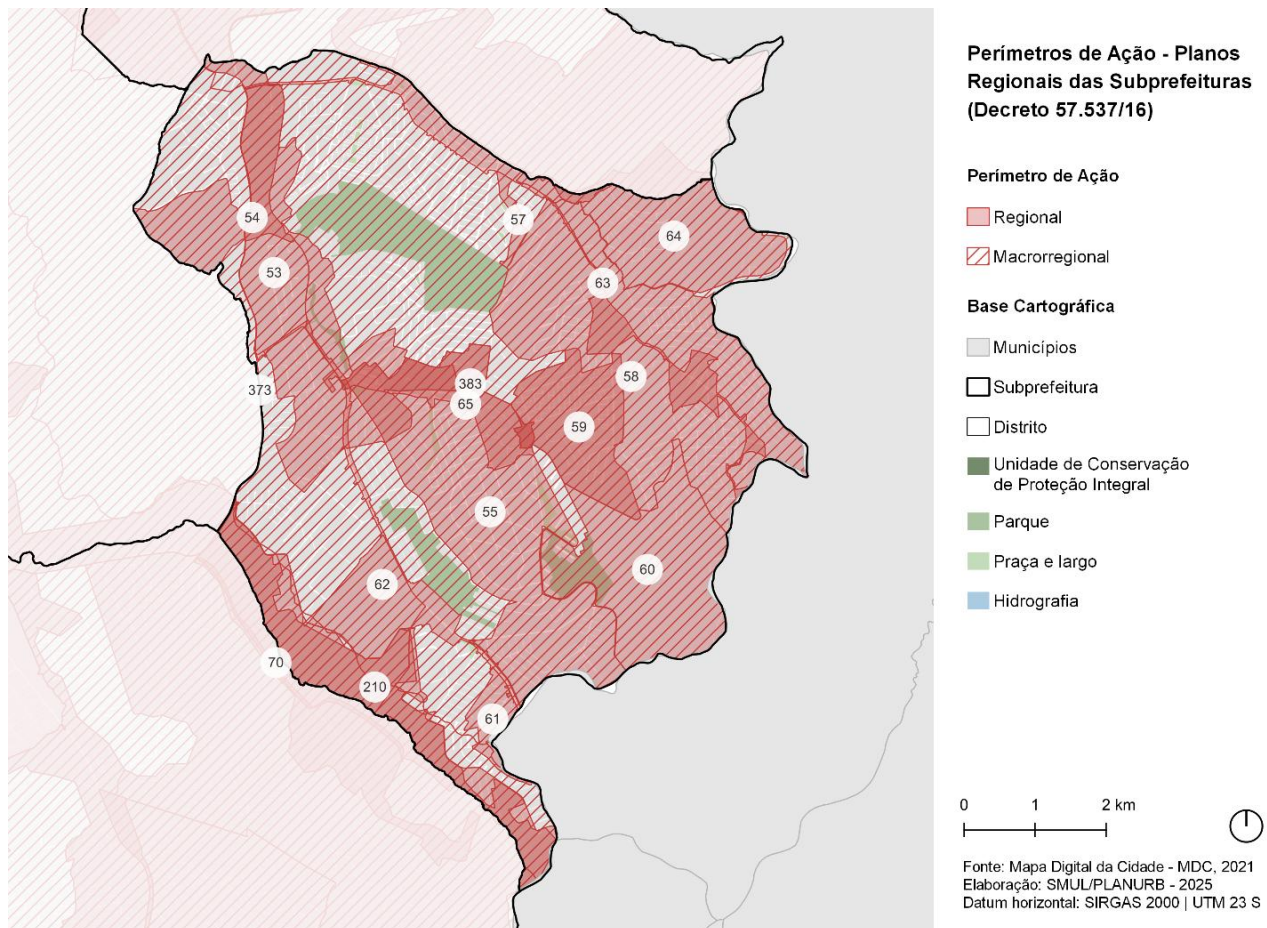 Perímetros de Ação - Planos
Regionais das Subprefeituras
(Decreto 57.537/16)
Perímetro de Ação
Regional
Macrorregional
Base Cartográfica
Municípios
Subprefeitura
Distrito
Unidade de Conservação
de Proteção Integral
Parque
Praça e largo
Hidrografia
54
57
64
53
63
373
383
58
65
59
55
60
62
70
210
61
0 1 2 km
Fonte: Mapa Digital da Cidade - MDC, 2021
Elaboração: SMUL/PLANURB - 2025
Datum horizontal: SIRGAS 2000 | UTM 23 S